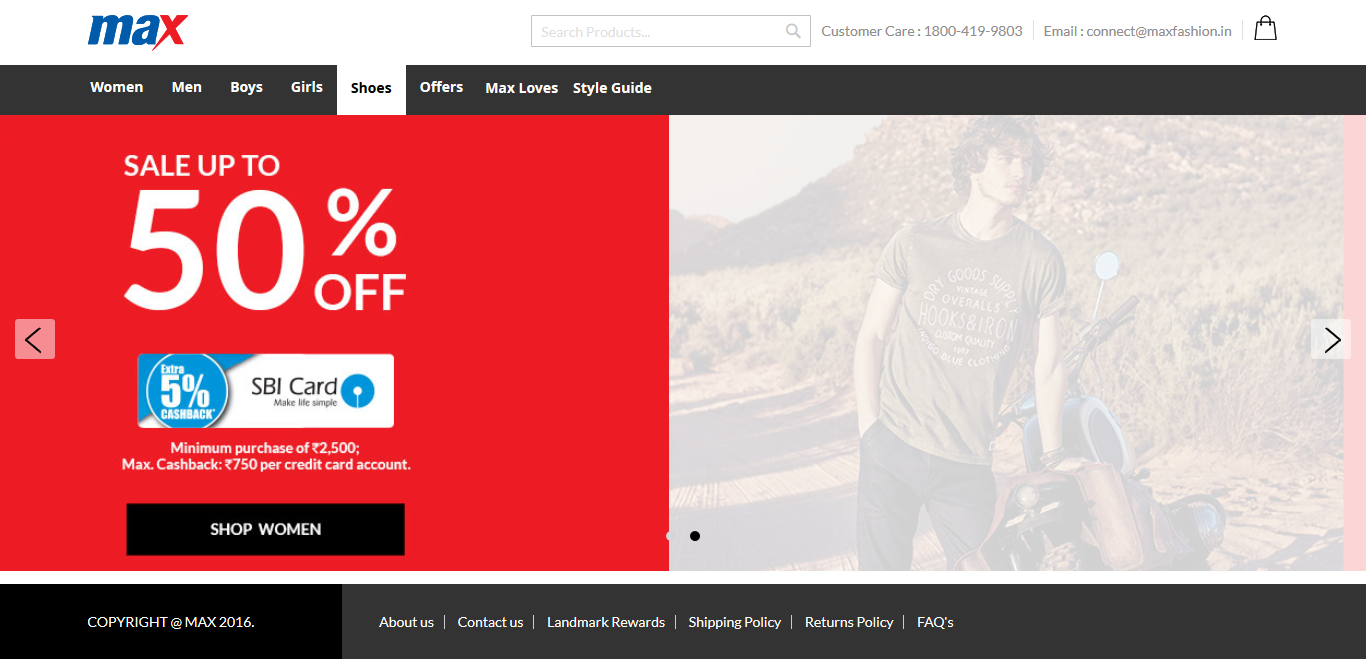 max
Search Products...
Customer Care : 1800-419-9803
Email : connect@maxfashion.in
Women Men Boys Girls Shoes Offers Max Loves Style Guide
SALE UP TO
50%
OFF
Extra
5%
CASHBACK*
SBI Card
Make life simple
Minimum purchase of ₹2,500;
Max. Cashback: ₹750 per credit card account.
SHOP WOMEN
DRY GOODS SUPPLY
VINTAGE
OVERALLS
HOOKS&IRON
CUSTOM QUALITY
1967
INDIGO BLUE CLOTHING
COPYRIGHT @ MAX 2016.
About us | Contact us | Landmark Rewards | Shipping Policy | Returns Policy | FAQ's